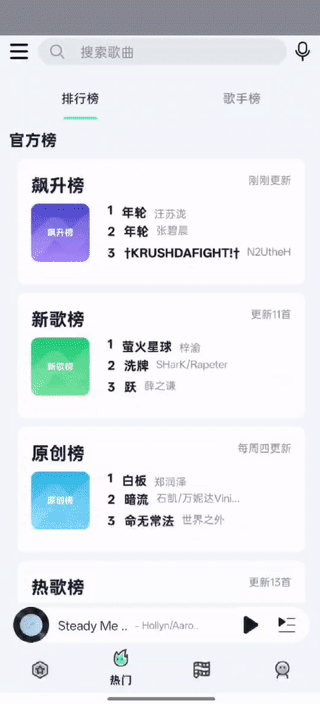 搜索歌曲
排行榜 歌手榜
官方榜
飙升榜 刚刚更新
飙升榜
1 年轮 汪苏泷
2 年轮 张碧晨
3 †KRUSHDAFIGHT!† N2UtheH
新歌榜 更新11首
新歌榜
1 萤火星球 梓渝
2 洗牌 SHarK/Rapeter
3 跃 薛之谦
原创榜 每周四更新
原创榜
1 白板 郑润泽
2 暗流 石凯/万妮达Vini...
3 命无常法 世界之外
热歌榜 更新13首
Steady Me .. - Hollyn/Aaro..
热门